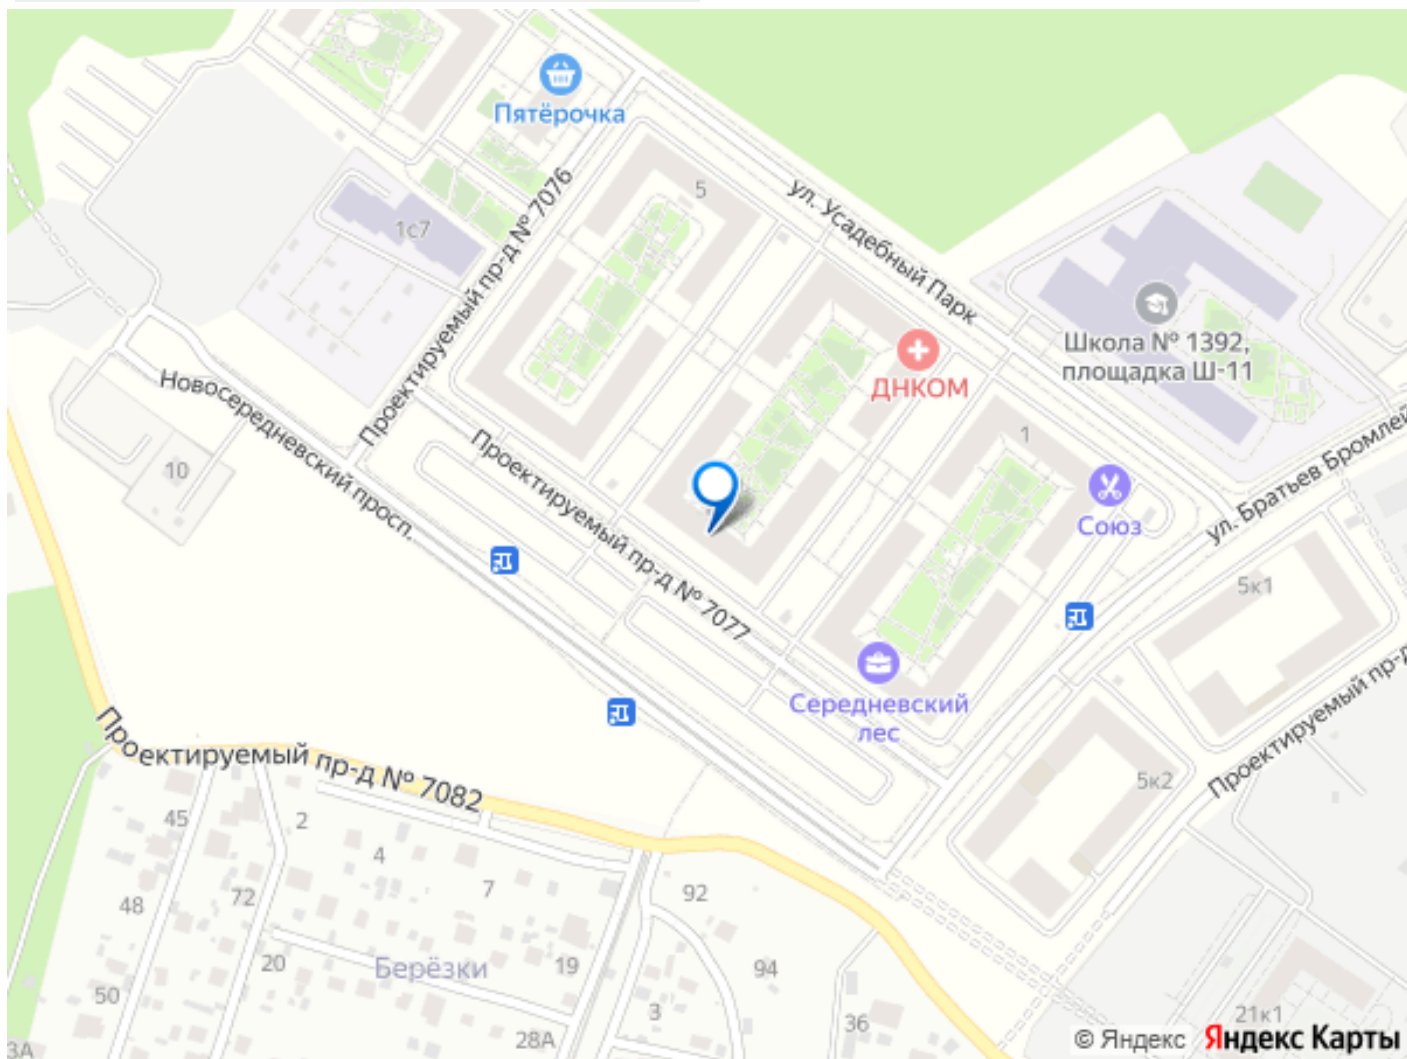 Пятёрочка
5
ул. Усадебный Парк
Проектируемый пр-д № 7076
1с7
Школа № 1392,
площадка Ш-11
ДНКОМ
Новосередневский просп.
10
Проектируемый пр-д № 7077
1
Союз
ул. Братьев Бромлей
5к1
Середневский
лес
Проектируемый пр-д
5к2
Проектируемый пр-д № 7082
45
2
4
7
48
72
92
20
Берёзки
19
94
50
3
36
28А
3А
21к1
© Яндекс Яндекс Карты